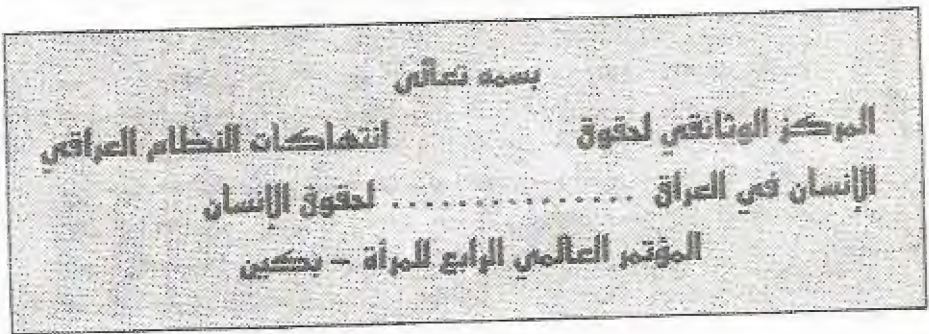 بسمه تعالى
المركز الوثائقي لحقوق انتهاكات النظام العراقي
الإنسان في العراق ............... لحقوق الإنسان
المؤتمر العالمي الرابع للمرأة – بكين